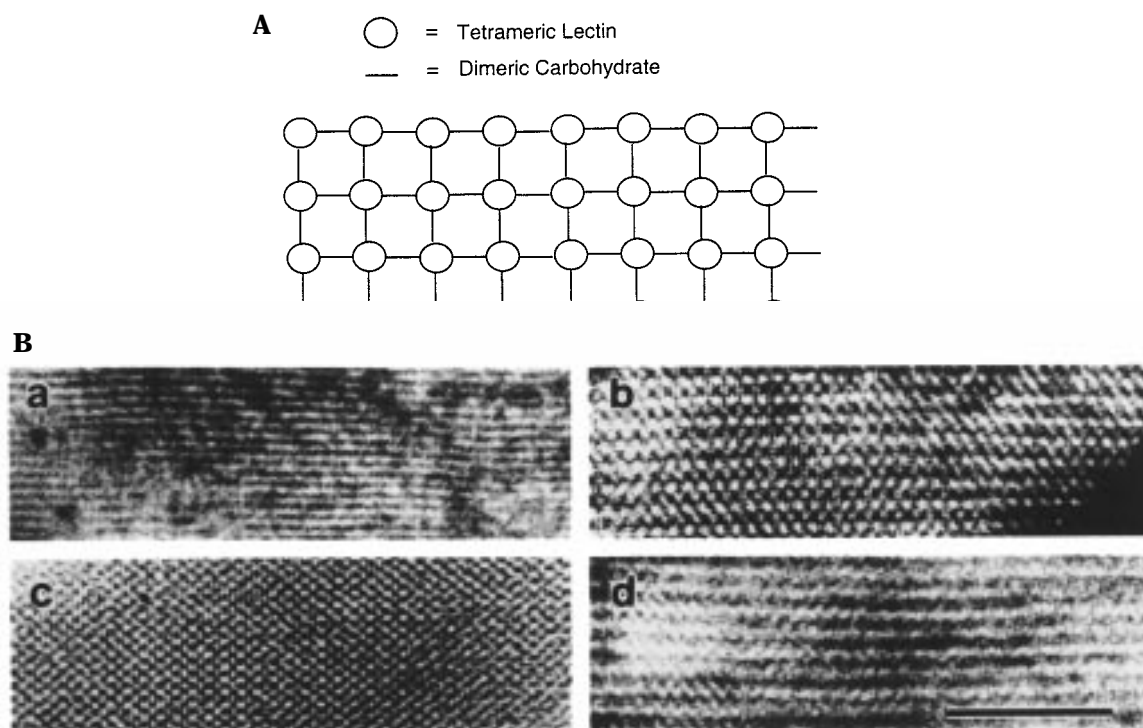 A
= Tetrameric Lectin
= Dimeric Carbohydrate
B
a
b
c
d